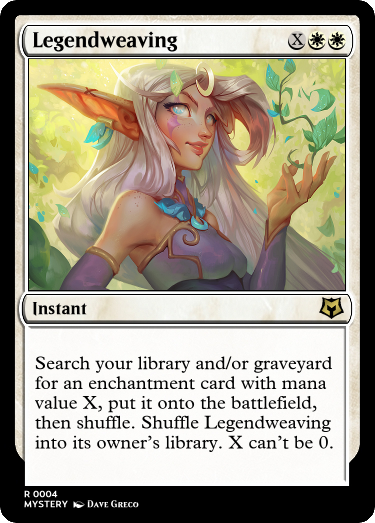 Legendweaving X
Instant
Search your library and/or graveyard
for an enchantment card with mana
value X, put it onto the battlefield,
then shuffle. Shuffle Legendweaving
into its owner's library. X can't be 0.
R 0004
MYSTERY DAVE GRECO